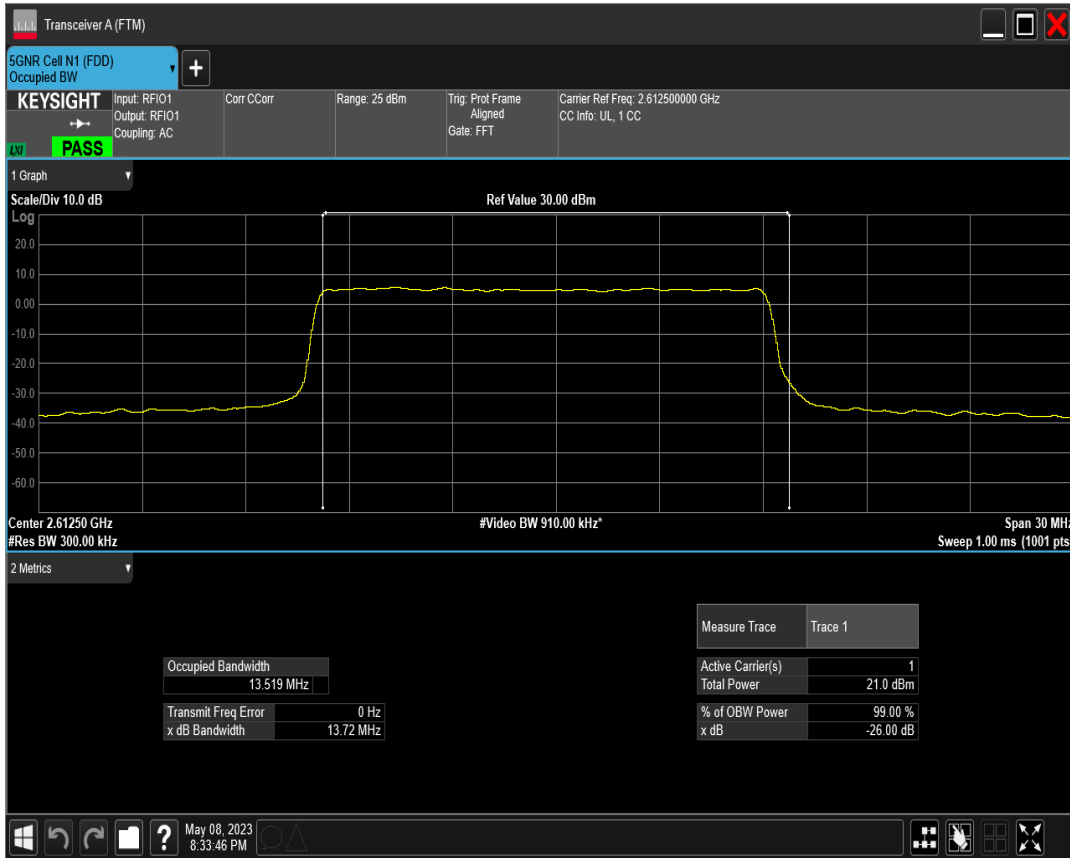 Transceiver A (FTM)
5GNR Cell N1 (FDD)
Occupied BW
+
KEYSIGHT
LXI
PASS
Input: RFIO1
Output: RFIO1
Coupling: AC
Corr CCorr
Range: 25 dBm
Trig: Prot Frame
Aligned
Gate: FFT
Carrier Ref Freq: 2.612500000 GHz
CC Info: UL, 1 CC
1 Graph
Scale/Div 10.0 dB
Ref Value 30.00 dBm
Log
20.0
10.0
0.00
-10.0
-20.0
-30.0
-40.0
-50.0
-60.0
Center 2.61250 GHz
#Video BW 910.00 kHz*
Span 30 MHz
#Res BW 300.00 kHz
Sweep 1.00 ms (1001 pts
2 Metrics
Measure Trace Trace 1
Occupied Bandwidth
13.519 MHz
Active Carrier(s) 1
Total Power 21.0 dBm
Transmit Freq Error 0 Hz
x dB Bandwidth 13.72 MHz
% of OBW Power 99.00 %
x dB -26.00 dB
?
May 08, 2023
8:33:46 PM